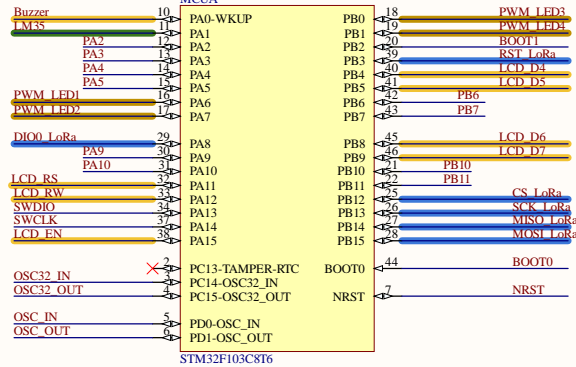 MCUA
Buzzer 10 PA0-WKUP PB0 18 PWM_LED3
LM35 11 PA1 PB1 19 PWM_LED4
PA2 12 PA2 PB2 20 BOOT1
PA3 13 PA3 PB3 39 RST_LoRa
PA4 14 PA4 PB4 40 LCD_D4
PA5 15 PA5 PB5 41 LCD_D5
PWM_LED1 16 PA6 PB6 42 PB6
PWM_LED2 17 PA7 PB7 43 PB7
DIO0_LoRa 29 PA8 PB8 45 LCD_D6
PA9 30 PA9 PB9 46 LCD_D7
PA10 31 PA10 PB10 21 PB10
LCD_RS 32 PA11 PB11 22 PB11
LCD_RW 33 PA12 PB12 25 CS_LoRa
SWDIO 34 PA13 PB13 26 SCK_LoRa
SWCLK 37 PA14 PB14 27 MISO_LoRa
LCD_EN 38 PA15 PB15 28 MOSI_LoRa
2 PC13-TAMPER-RTC BOOT0 44 BOOT0
OSC32_IN 3 PC14-OSC32_IN
OSC32_OUT 4 PC15-OSC32_OUT NRST 7 NRST
OSC_IN 5 PD0-OSC_IN
OSC_OUT 6 PD1-OSC_OUT
STM32F103C8T6